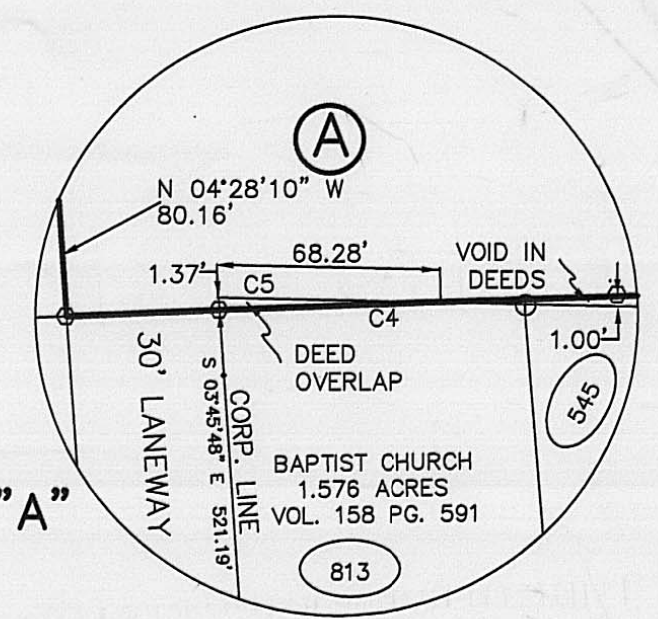 A
N 04°28'10" W
80.16'
68.28'
VOID IN
DEEDS
1.37'
C5
C4
1.00'
DEED
OVERLAP
30' LANEWAY
CORP. LINE
S 03°45'48" E 521.19'
545
BAPTIST CHURCH
1.576 ACRES
VOL. 158 PG. 591
"A"
813